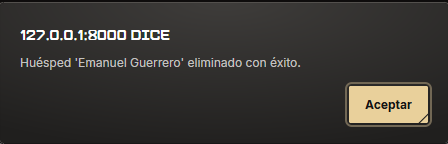 127.0.0.1:8000 DICE
Huésped 'Emanuel Guerrero' eliminado con éxito.
Aceptar